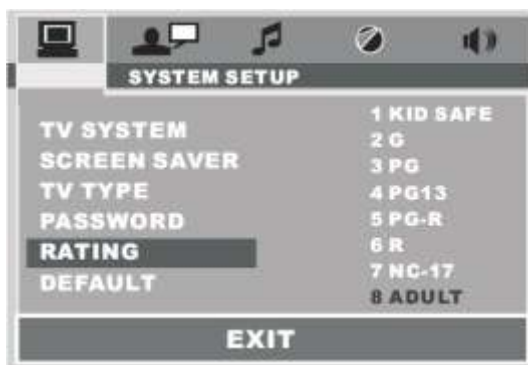 SYSTEM SETUP
TV SYSTEM
SCREEN SAVER
TV TYPE
PASSWORD
RATING
DEFAULT
1 KID SAFE
2 G
3 PG
4 PG13
5 PG-R
6 R
7 NC-17
8 ADULT
EXIT